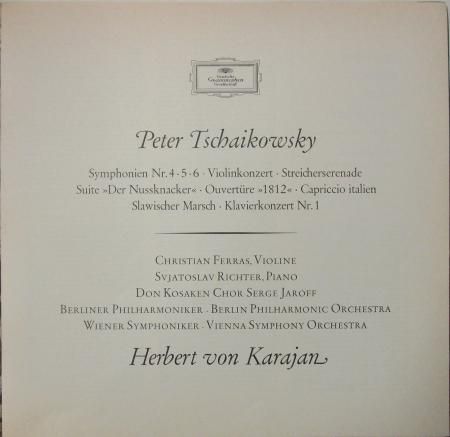 Deutsche
Grammophon
Gesellschaft
Peter Tschaikowsky
Symphonien Nr. 4 · 5 · 6 · Violinkonzert · Streicherserenade
Suite »Der Nussknacker« · Ouvertüre »1812« · Capriccio italien
Slawischer Marsch · Klavierkonzert Nr. 1
Christian Ferras, Violine
Svjatoslav Richter, Piano
Don Kosaken Chor Serge Jaroff
Berliner Philharmoniker · Berlin Philharmonic Orchestra
Wiener Symphoniker · Vienna Symphony Orchestra
Herbert von Karajan